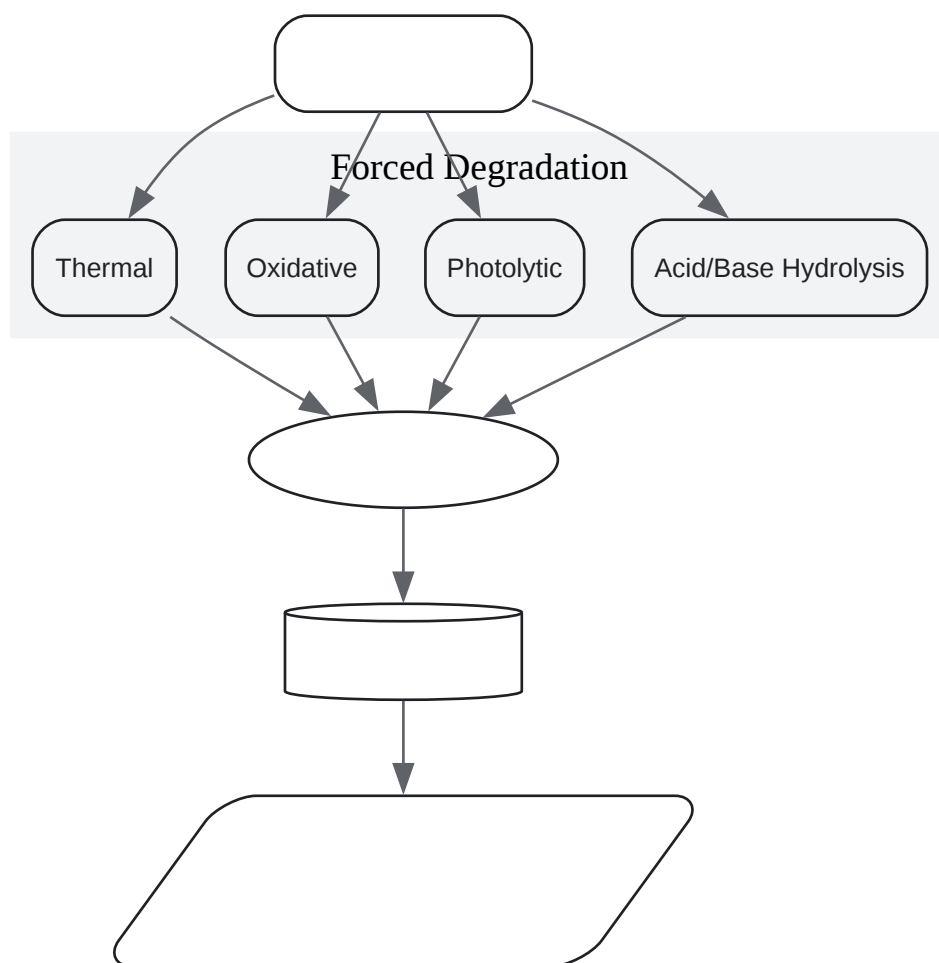 Forced Degradation
Thermal
Oxidative
Photolytic
Acid/Base Hydrolysis